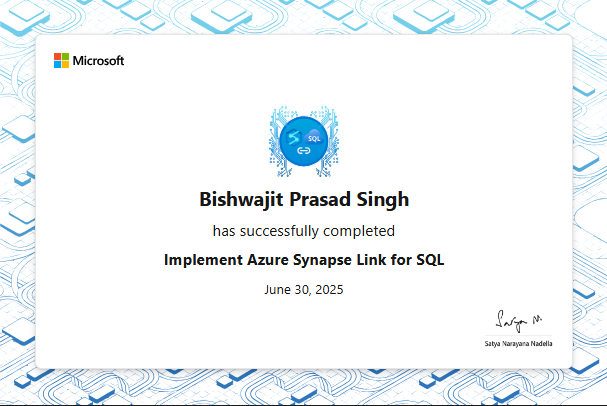 Microsoft
SQL
Bishwajit Prasad Singh
has successfully completed
Implement Azure Synapse Link for SQL
June 30, 2025
Satya N.
Satya Narayana Nadella